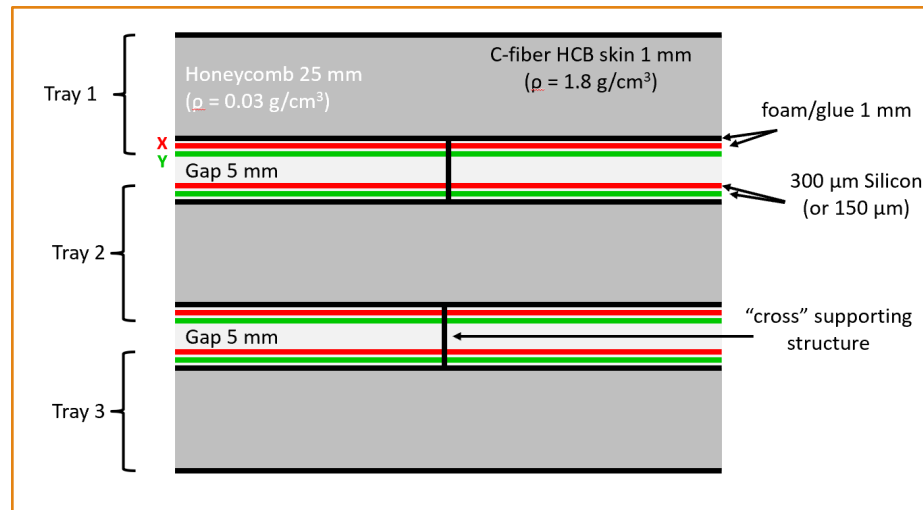 Tray 1
Honeycomb 25 mm
(ρ = 0.03 g/cm³)
C-fiber HCB skin 1 mm
(ρ = 1.8 g/cm³)
foam/glue 1 mm
X
Y
Gap 5 mm
300 μm Silicon
(or 150 μm)
Tray 2
Gap 5 mm
“cross” supporting
structure
Tray 3